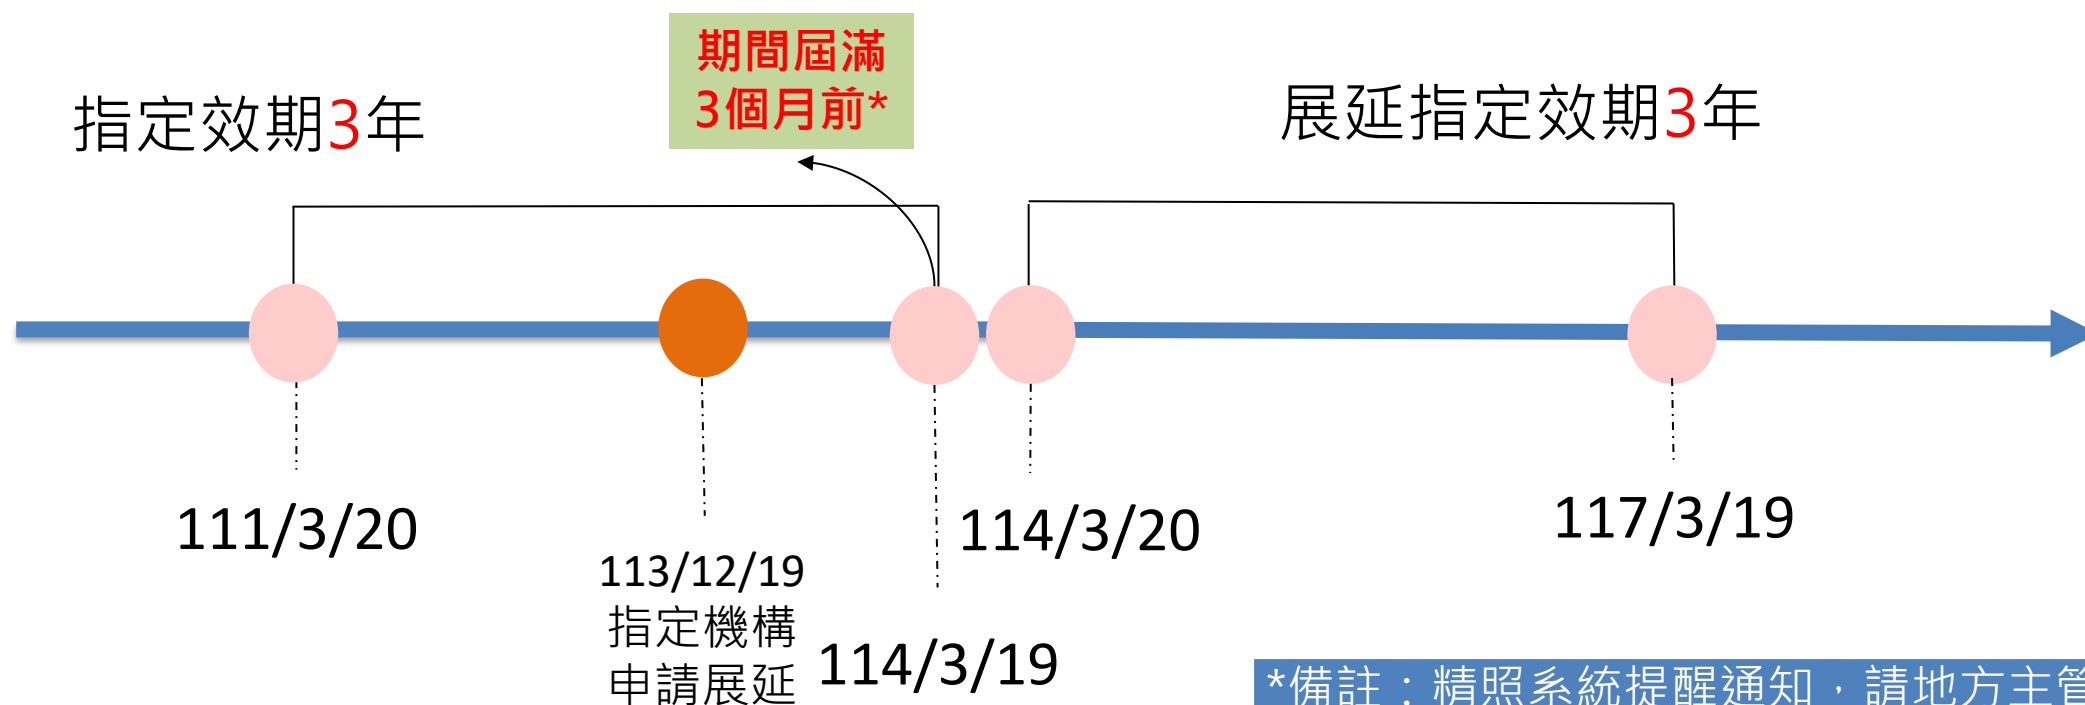 期間屆滿
3個月前*
指定效期3年
展延指定效期3年
111/3/20
113/12/19
指定機構
申請展延
114/3/19
114/3/20
117/3/19
*備註：精照系統提醒通知，請地方主管